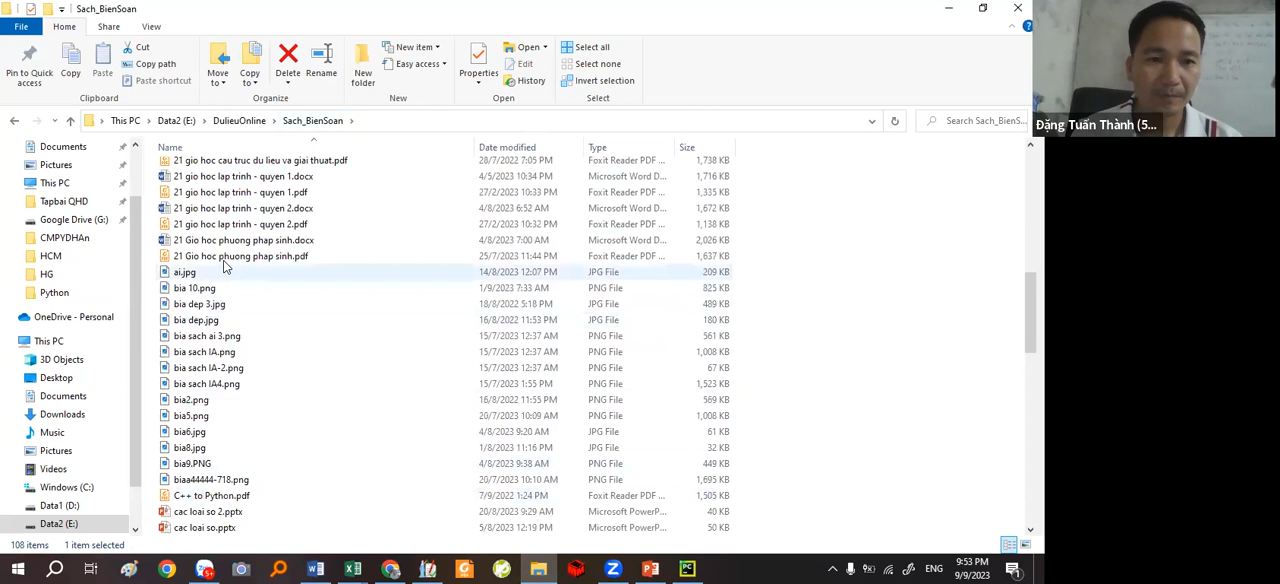 Sach_BienSoan
File Home Share View
Pin to Quick access
Copy
Paste
Cut
Copy path
Paste shortcut
Clipboard
Move to
Copy to
Delete
Rename
Organize
New folder
New item
Easy access
New
Properties
Open
Edit
History
Open
Select all
Select none
Invert selection
Select
This PC Data2 (E:) DulieuOnline Sach_BienSoan
Search Sach_BienS...
Đặng Tuấn Thành (5...
Documents
Pictures
This PC
Tapbai QHD
Google Drive (G:)
CMPYDHAn
HCM
HG
Python
OneDrive - Personal
This PC
3D Objects
Desktop
Documents
Downloads
Music
Pictures
Videos
Windows (C:)
Data1 (D:)
Data2 (E:)
Name Date modified Type Size
21 gio hoc cau truc du lieu va giai thuat.pdf 28/7/2022 7:05 PM Foxit Reader PDF ... 1,738 KB
21 gio hoc lap trinh - quyen 1.docx 4/5/2023 10:34 PM Microsoft Word D... 1,716 KB
21 gio hoc lap trinh - quyen 1.pdf 27/2/2023 10:33 PM Foxit Reader PDF ... 1,335 KB
21 gio hoc lap trinh - quyen 2.docx 4/8/2023 6:52 AM Microsoft Word D... 1,672 KB
21 gio hoc lap trinh - quyen 2.pdf 27/2/2023 10:32 PM Foxit Reader PDF ... 1,138 KB
21 Gio hoc phuong phap sinh.docx 4/8/2023 7:00 AM Microsoft Word D... 2,026 KB
21 Gio hoc phuong phap sinh.pdf 25/7/2023 11:44 PM Foxit Reader PDF ... 1,637 KB
ai.jpg 14/8/2023 12:07 PM JPG File 209 KB
bia 10.png 1/9/2023 7:33 AM PNG File 825 KB
bia dep 3.jpg 18/8/2022 5:18 PM JPG File 489 KB
bia dep.jpg 16/8/2022 11:53 PM JPG File 180 KB
bia sach ai 3.png 15/7/2023 12:37 AM PNG File 561 KB
bia sach IA.png 15/7/2023 12:37 AM PNG File 1,008 KB
bia sach IA-2.png 15/7/2023 12:37 AM PNG File 67 KB
bia sach IA4.png 15/7/2023 1:55 PM PNG File 1,523 KB
bia2.png 16/8/2022 11:55 PM PNG File 569 KB
bia5.png 20/7/2023 10:09 AM PNG File 1,008 KB
bia6.jpg 4/8/2023 9:20 AM JPG File 61 KB
bia8.jpg 1/8/2023 11:16 PM JPG File 32 KB
bia9.PNG 4/8/2023 9:38 AM PNG File 449 KB
biaa44444-718.png 20/7/2023 10:10 AM PNG File 1,695 KB
C++ to Python.pdf 7/9/2022 1:24 PM Foxit Reader PDF ... 1,505 KB
cac loai so 2.pptx 20/8/2023 9:29 AM Microsoft PowerP... 40 KB
cac loai so.pptx 5/8/2023 12:19 PM Microsoft PowerP... 50 KB
108 items 1 item selected
ENG
9:53 PM
9/9/2023